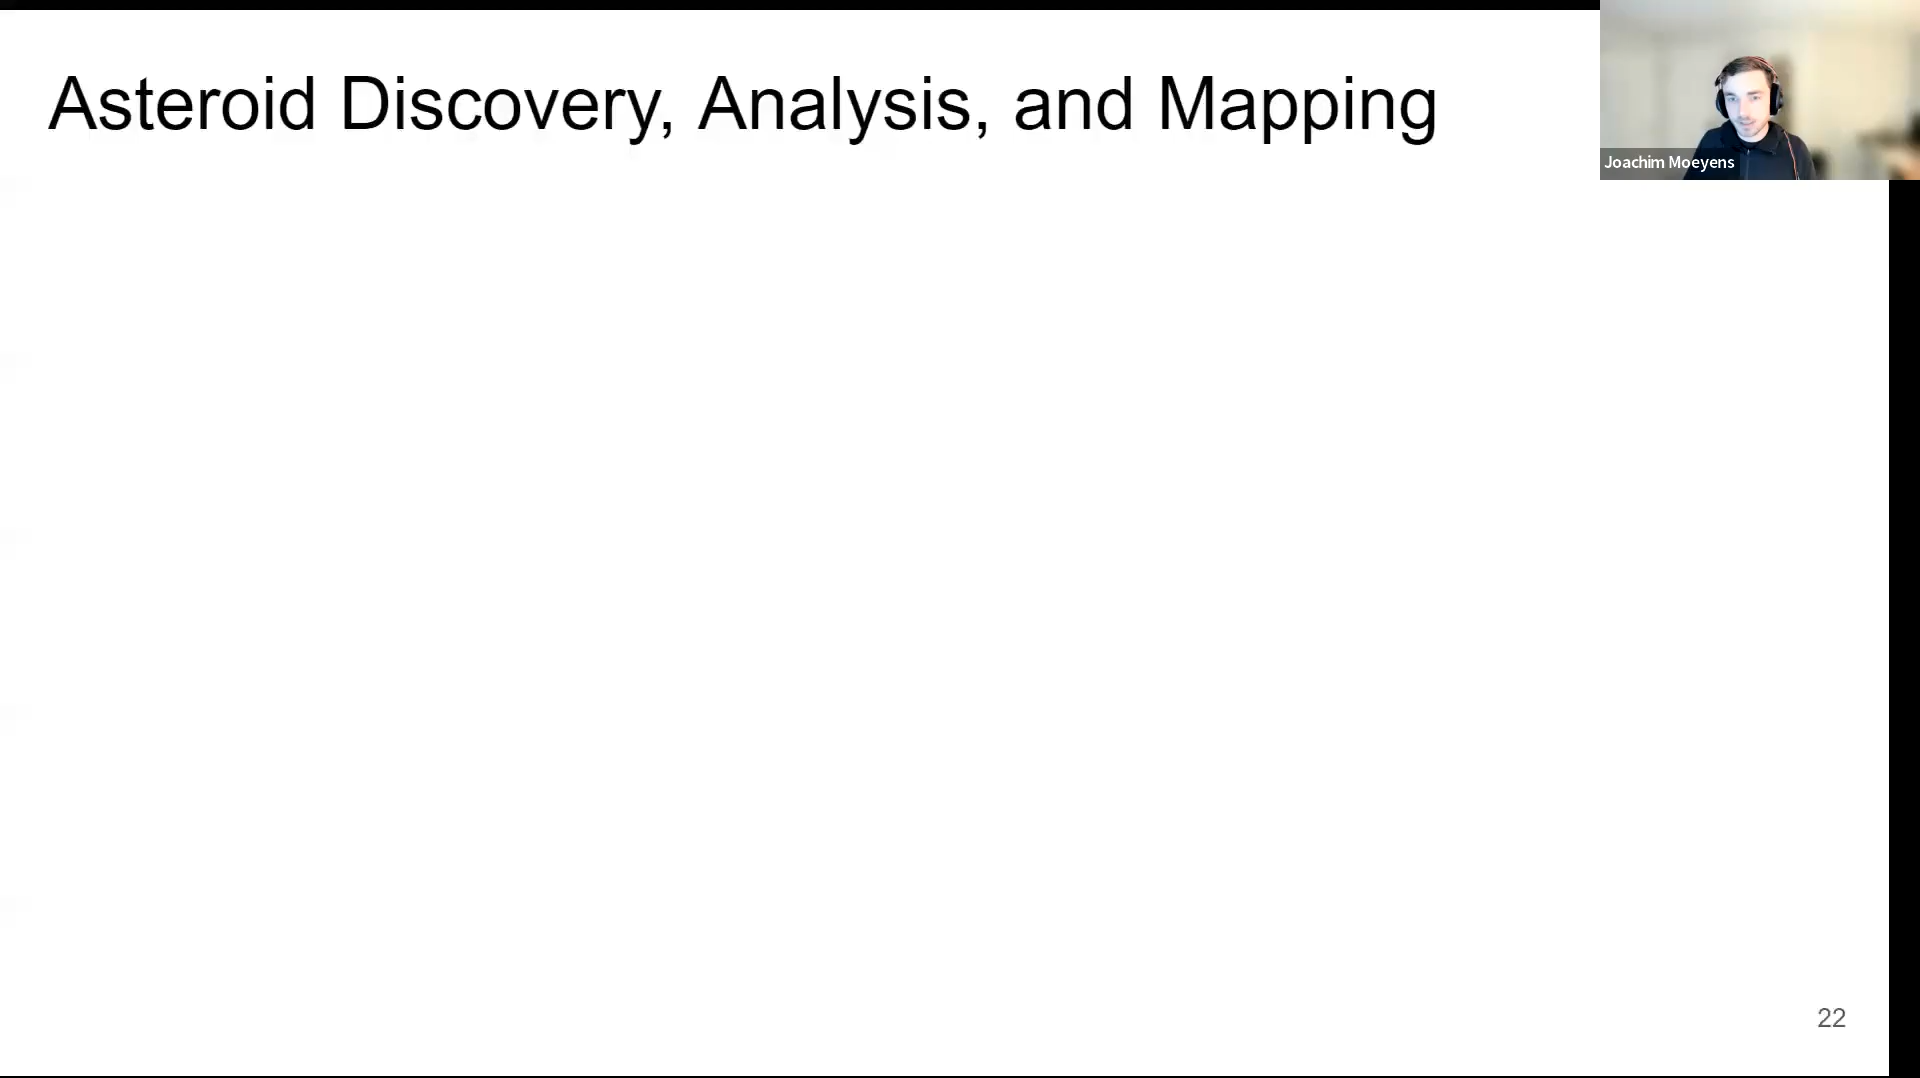 Asteroid Discovery, Analysis, and Mapping
Joachim Moeyens
22